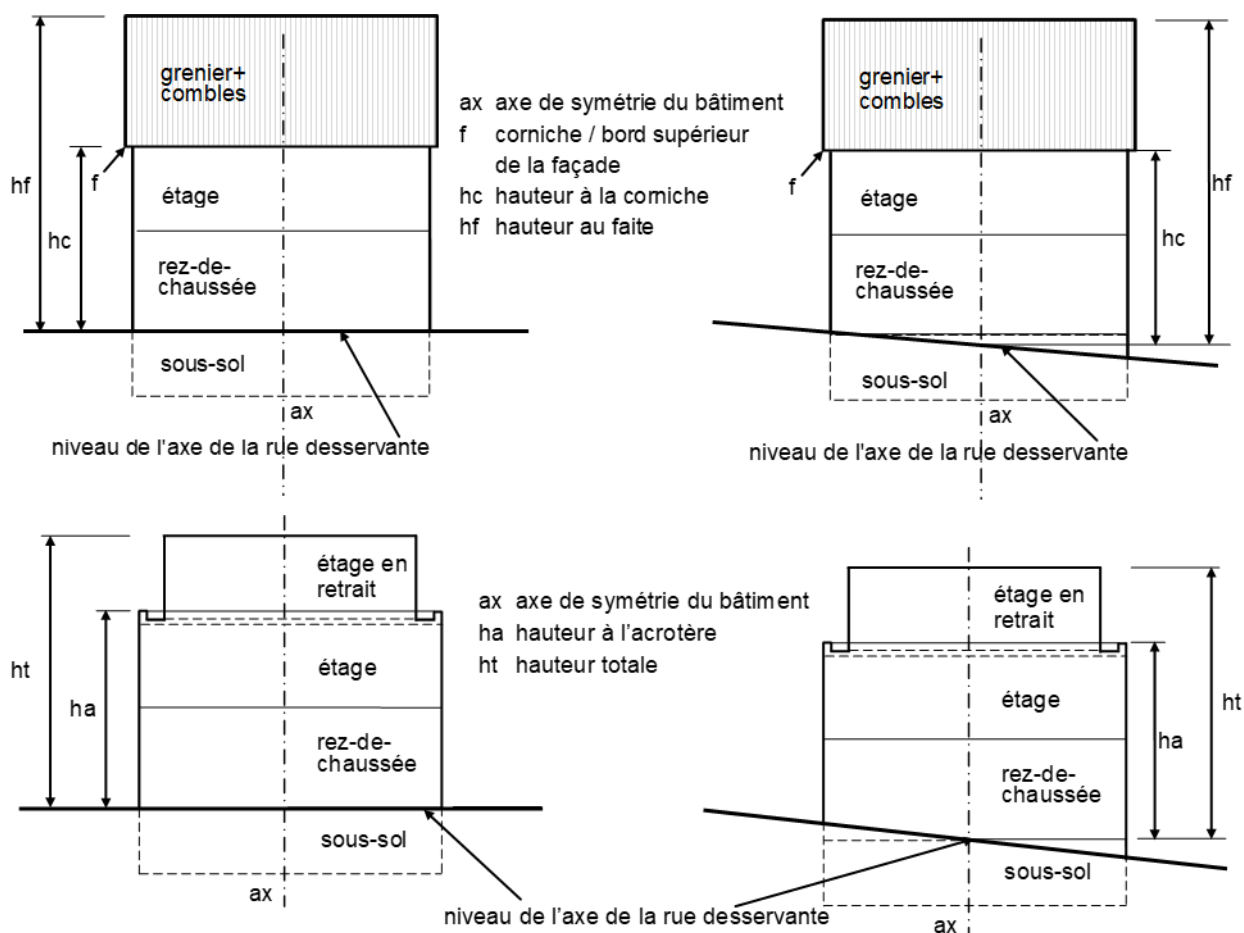 grenier+
combles
hf
f
hc
étage
rez-de-
chaussée
sous-sol
ax
niveau de l'axe de la rue desservante
ax axe de symétrie du bâtiment
f corniche / bord supérieur
de la façade
hc hauteur à la corniche
hf hauteur au faite
grenier+
combles
f
hf
étage
hc
rez-de-
chaussée
sous-sol
ax
niveau de l'axe de la rue desservante
étage en
retrait
ht
étage
ha
rez-de-
chaussée
sous-sol
ax
ax axe de symétrie du bâtiment
ha hauteur à l'acrotère
ht hauteur totale
étage en
retrait
étage
ht
ha
rez-de-
chaussée
sous-sol
niveau de l'axe de la rue desservante
ax